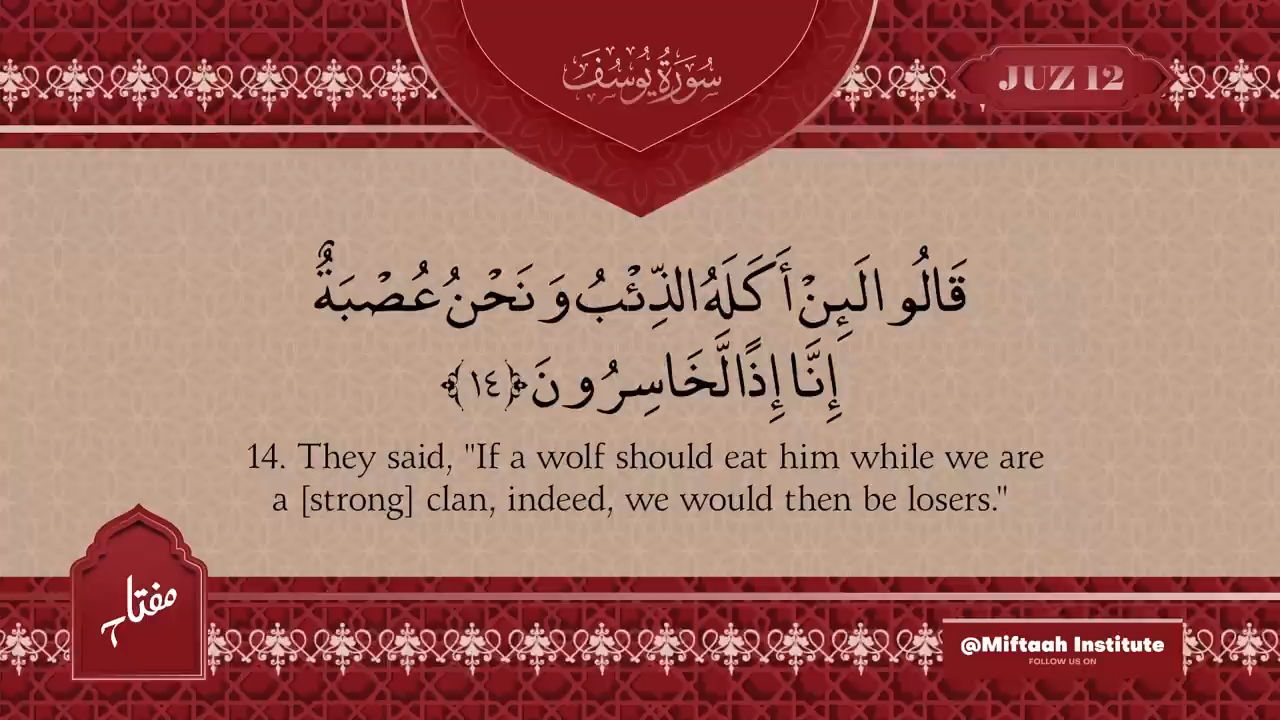 سُورَةُ يُوسُفَ
JUZ 12
قَالُوا لَئِنْ أَكَلَهُ الذِّئْبُ وَنَحْنُ عُصْبَةٌ
إِنَّا إِذًا لَّخَاسِرُونَ ﴿١٤﴾
14. They said, "If a wolf should eat him while we are
a [strong] clan, indeed, we would then be losers."
مفتاح
@Miftaah Institute
FOLLOW US ON